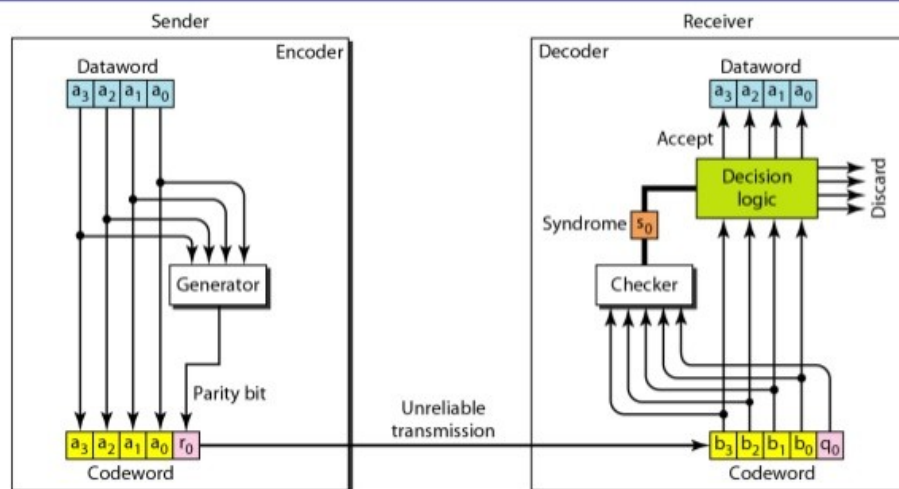 Sender
Encoder
Dataword
a3 a2 a1 a0
Generator
Parity bit
a3 a2 a1 a0 r0
Codeword
Unreliable
transmission
Receiver
Decoder
Dataword
a3 a2 a1 a0
Accept
Decision
logic
Discard
Syndrome s0
Checker
b3 b2 b1 b0 q0
Codeword